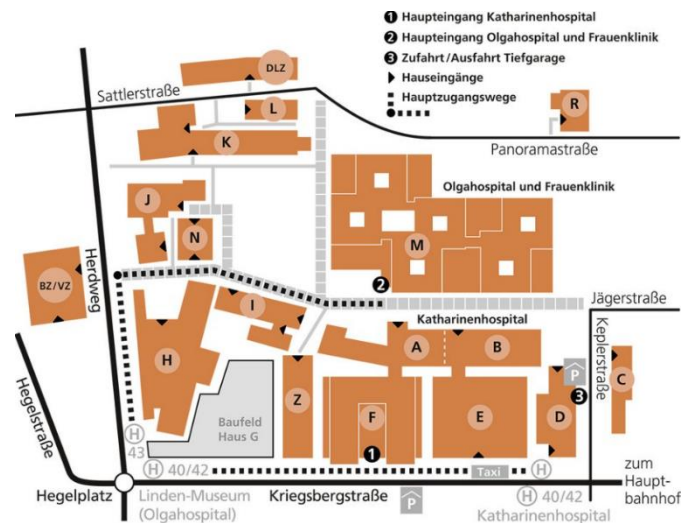 1 Haupteingang Katharinenhospital
2 Haupteingang Olgahospital und Frauenklinik
3 Zufahrt/Ausfahrt Tiefgarage
Hauseingänge
Hauptzugangswege
DLZ
Sattlerstraße
L
R
K
Panoramastraße
Olgahospital und Frauenklinik
J
N
M
Herdweg
BZ/VZ
2
I
Jägerstraße
Katharinenhospital
H
A
B
Keplerstraße
P
C
Hegelstraße
Z
F
E
D
3
Baufeld
Haus G
H
43
1
H 40/42
Taxi
H
zum
Haupt-
bahnhof
Hegelplatz
Linden-Museum
(Olgahospital)
Kriegsbergstraße
P
H 40/42
Katharinenhospital